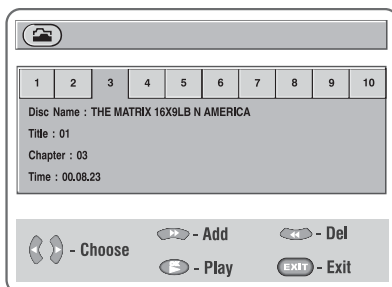 1 2 3 4 5 6 7 8 9 10
Disc Name : THE MATRIX 16X9LB N AMERICA
Title : 01
Chapter : 03
Time : 00.08.23
- Choose - Add - Del
- Play EXIT - Exit